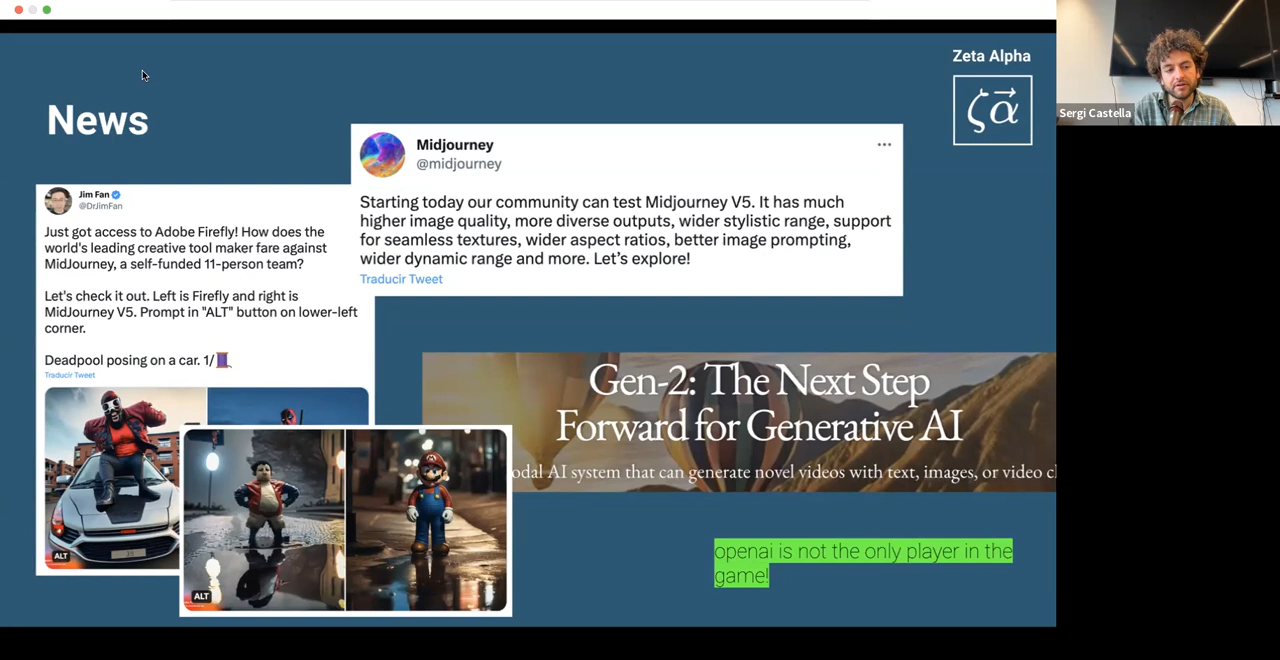 Zeta Alpha
ζα
News
Sergi Castella
Midjourney
@midjourney
Starting today our community can test Midjourney V5. It has much
higher image quality, more diverse outputs, wider stylistic range, support
for seamless textures, wider aspect ratios, better image prompting,
wider dynamic range and more. Let’s explore!
Traducir Tweet
Jim Fan
@DrJimFan
Just got access to Adobe Firefly! How does the
world's leading creative tool maker fare against
MidJourney, a self-funded 11-person team?
Let's check it out. Left is Firefly and right is
MidJourney V5. Prompt in "ALT" button on lower-left
corner.
Deadpool posing on a car. 1/
Traducir Tweet
ALT
ALT
Gen-2: The Next Step
Forward for Generative AI
AI system that can generate novel videos with text, images, or video
openai is not the only player in the
game!